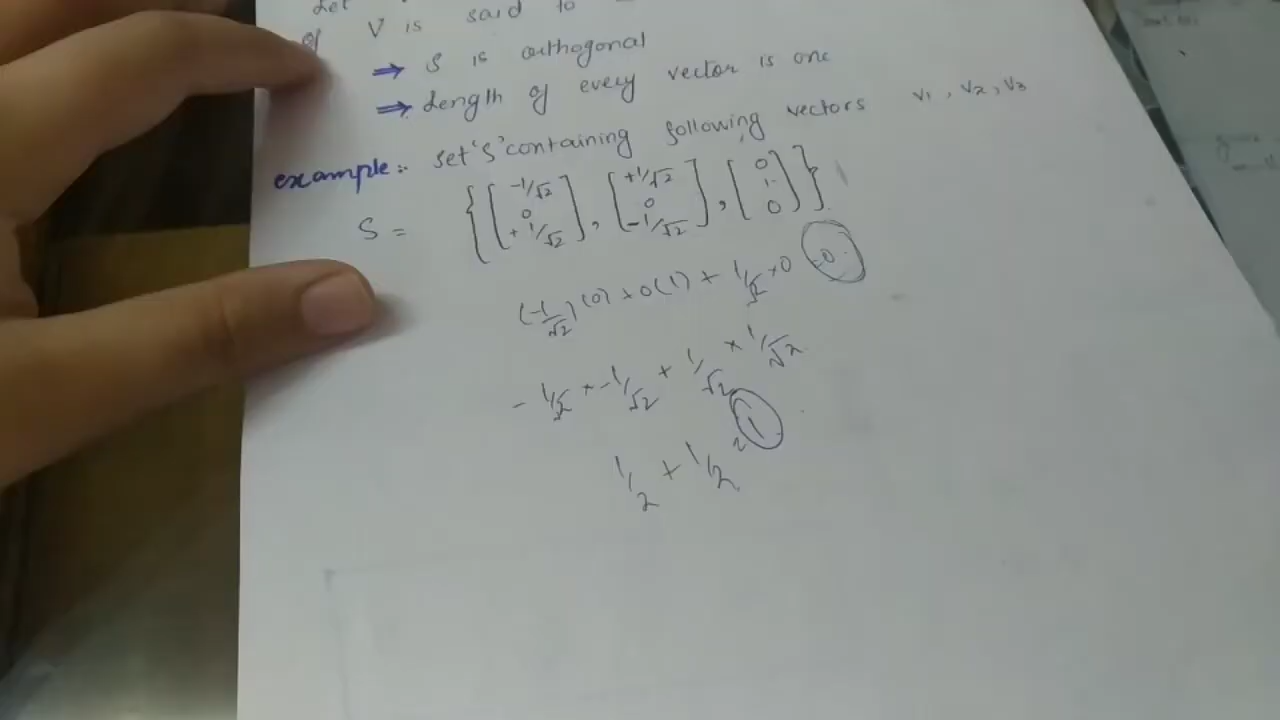 Let
of V is said to
⇒ S is orthogonal
⇒ Length of every vector is one
example:- set 'S' containing following vectors v1, v2, v3
S = {[-1/√2 0 +1/√2], [+1/√2 0 -1/√2], [0 1 0]}
(-1/√2)(0) + 0(1) + 1/√2 × 0 = 0
- 1/√2 × -1/√2 + 1/√2 × 1/√2
1/2 + 1/2 = 1